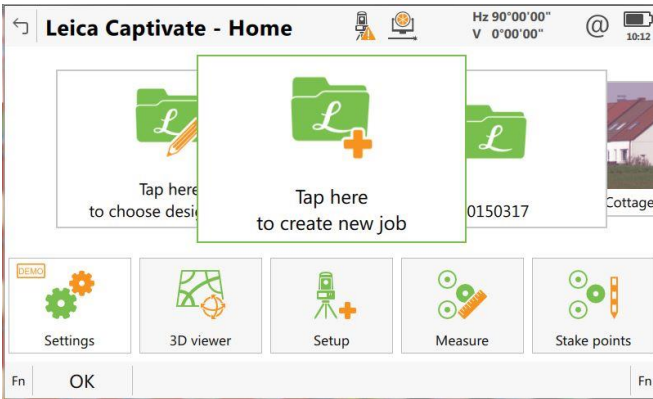 Leica Captivate - Home
Hz 90°00'00"
V 0°00'00"
@
10:12
Tap here
to choose desi
Tap here
to create new job
0150317
Cottage
DEMO
Settings
3D viewer
Setup
Measure
Stake points
Fn
OK
Fn